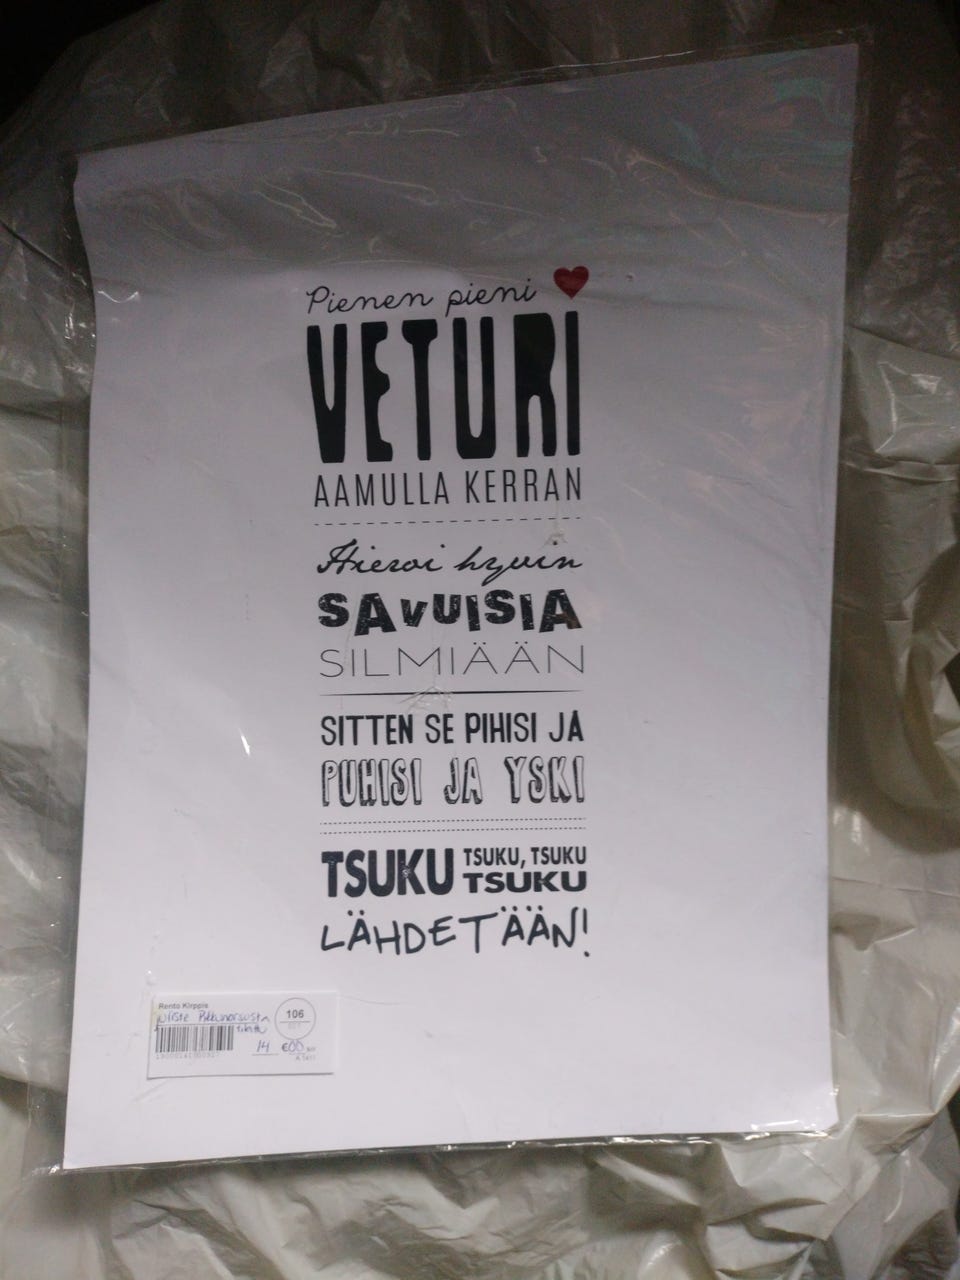 Pienen pieni
VETURI
AAMULLA KERRAN
Hieroi hyvin
SAVUISIA
SILMIÄÄN
SITTEN SE PIHISI JA
PUHISI JA YSKI
TSUKU TSUKU, TSUKU
TSUKU
LÄHDETÄÄN!
Rento Kirppis
106
14 €00